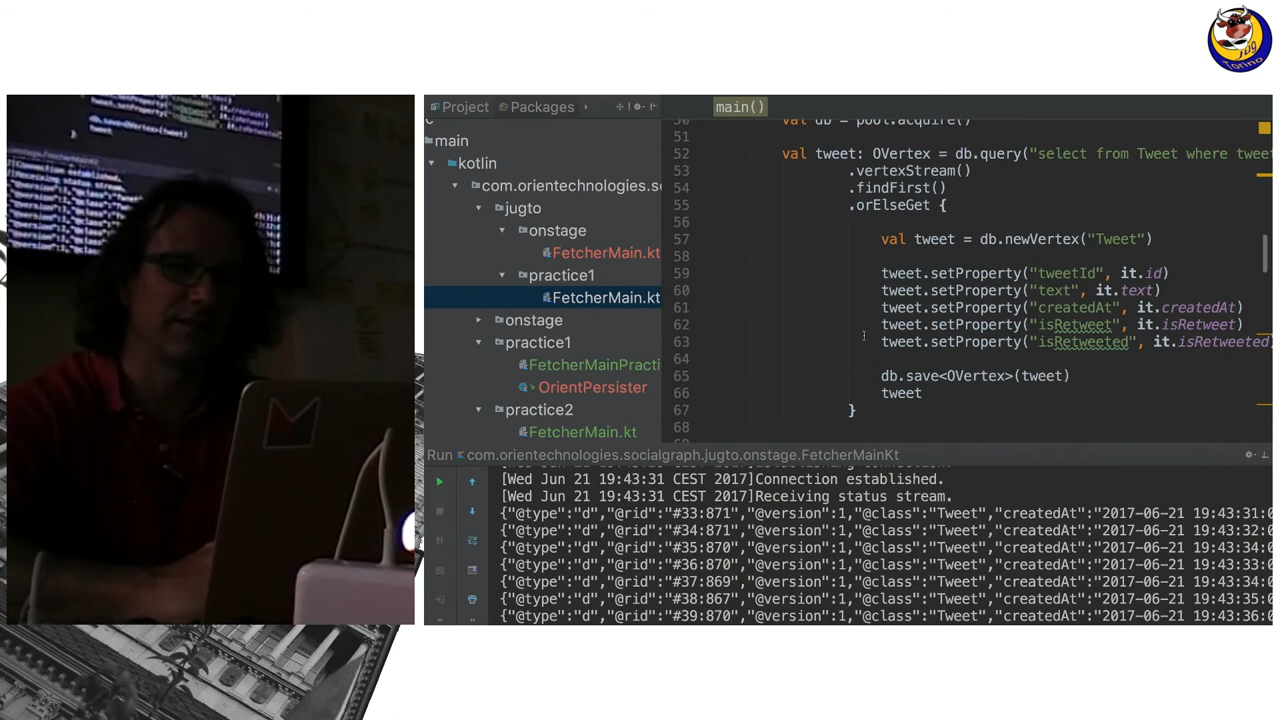 jug
Torino
Project
Packages
main()
main
kotlin
com.orientechnologies.so
jugto
onstage
FetcherMain.kt
practice1
FetcherMain.kt
onstage
practice1
FetcherMainPracti
OrientPersister
practice2
FetcherMain.kt
50 val db = pool.acquire()
51
52 val tweet: OVertex = db.query("select from Tweet where tweet
53 .vertexStream()
54 .findFirst()
55 .orElseGet {
56
57 val tweet = db.newVertex("Tweet")
58
59 tweet.setProperty("tweetId", it.id)
60 tweet.setProperty("text", it.text)
61 tweet.setProperty("createdAt", it.createdAt)
62 tweet.setProperty("isRetweet", it.isRetweet)
63 tweet.setProperty("isRetweeted", it.isRetweeted)
64
65 db.save<OVertex>(tweet)
66 tweet
67 }
68
Run com.orientechnologies.socialgraph.jugto.onstage.FetcherMainKt
[Wed Jun 21 19:43:31 CEST 2017]Connection established.
[Wed Jun 21 19:43:31 CEST 2017]Receiving status stream.
{"@type":"d","@rid":"#33:871","@version":1,"@class":"Tweet","createdAt":"2017-06-21 19:43:31:0
{"@type":"d","@rid":"#34:871","@version":1,"@class":"Tweet","createdAt":"2017-06-21 19:43:32:0
{"@type":"d","@rid":"#35:870","@version":1,"@class":"Tweet","createdAt":"2017-06-21 19:43:34:0
{"@type":"d","@rid":"#36:870","@version":1,"@class":"Tweet","createdAt":"2017-06-21 19:43:33:0
{"@type":"d","@rid":"#37:869","@version":1,"@class":"Tweet","createdAt":"2017-06-21 19:43:34:0
{"@type":"d","@rid":"#38:867","@version":1,"@class":"Tweet","createdAt":"2017-06-21 19:43:35:0
{"@type":"d","@rid":"#39:870","@version":1,"@class":"Tweet","createdAt":"2017-06-21 19:43:36:0